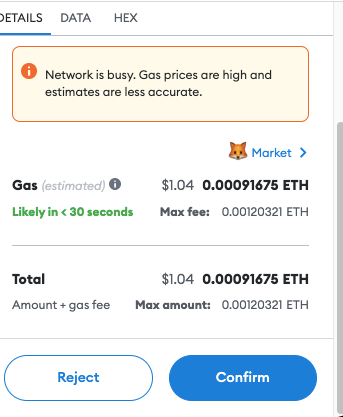 DETAILS DATA HEX
Network is busy. Gas prices are high and
estimates are less accurate.
Market >
Gas (estimated) $1.04 0.00091675 ETH
Likely in < 30 seconds Max fee: 0.00120321 ETH
Total $1.04 0.00091675 ETH
Amount + gas fee Max amount: 0.00120321 ETH
Reject Confirm